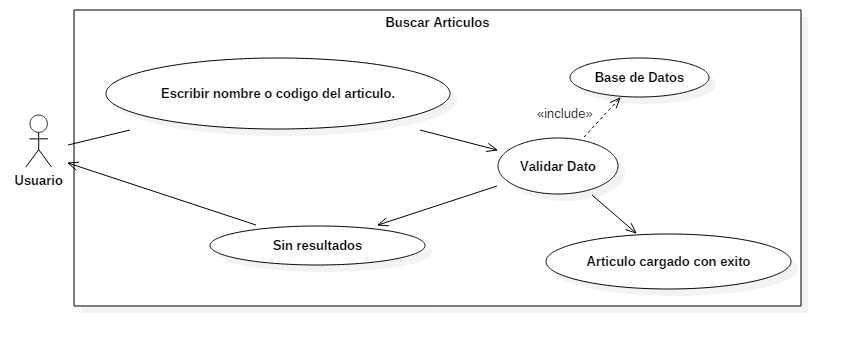 Buscar Articulos
Base de Datos
Escribir nombre o codigo del articulo.
«include»
Validar Dato
Usuario
Sin resultados
Articulo cargado con exito